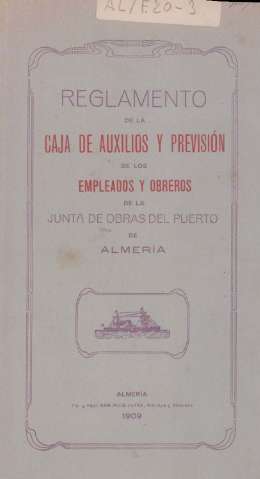 AL/F20-3
REGLAMENTO
DE LA
CAJA DE AUXILIOS Y PREVISIÓN
DE LOS
EMPLEADOS Y OBREROS
DE LA
JUNTA DE OBRAS DEL PUERTO
DE
ALMERÍA
ALMERÍA
1909